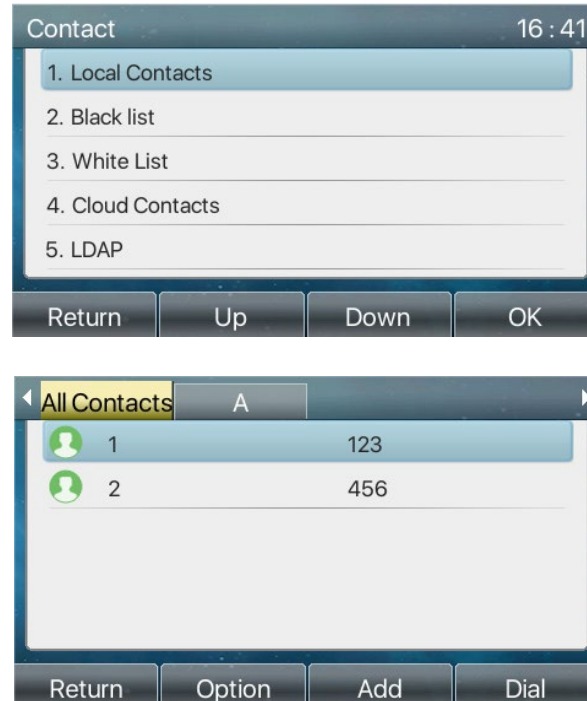 Contact 16 : 41
1. Local Contacts
2. Black list
3. White List
4. Cloud Contacts
5. LDAP
Return Up Down OK
All Contacts A
1 123
2 456
Return Option Add Dial